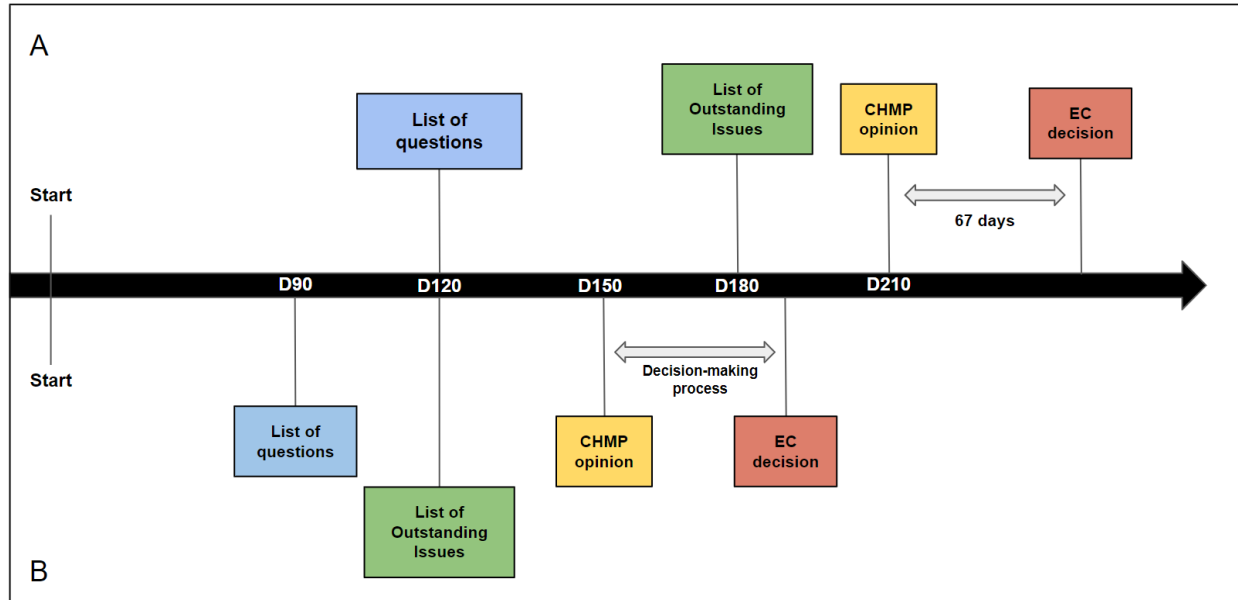 A
List of
questions
List of
Outstanding
Issues
CHMP
opinion
EC
decision
Start
67 days
D90
D120
D150
D180
D210
Start
Decision-making
process
List of
questions
CHMP
opinion
EC
decision
List of
Outstanding
Issues
B